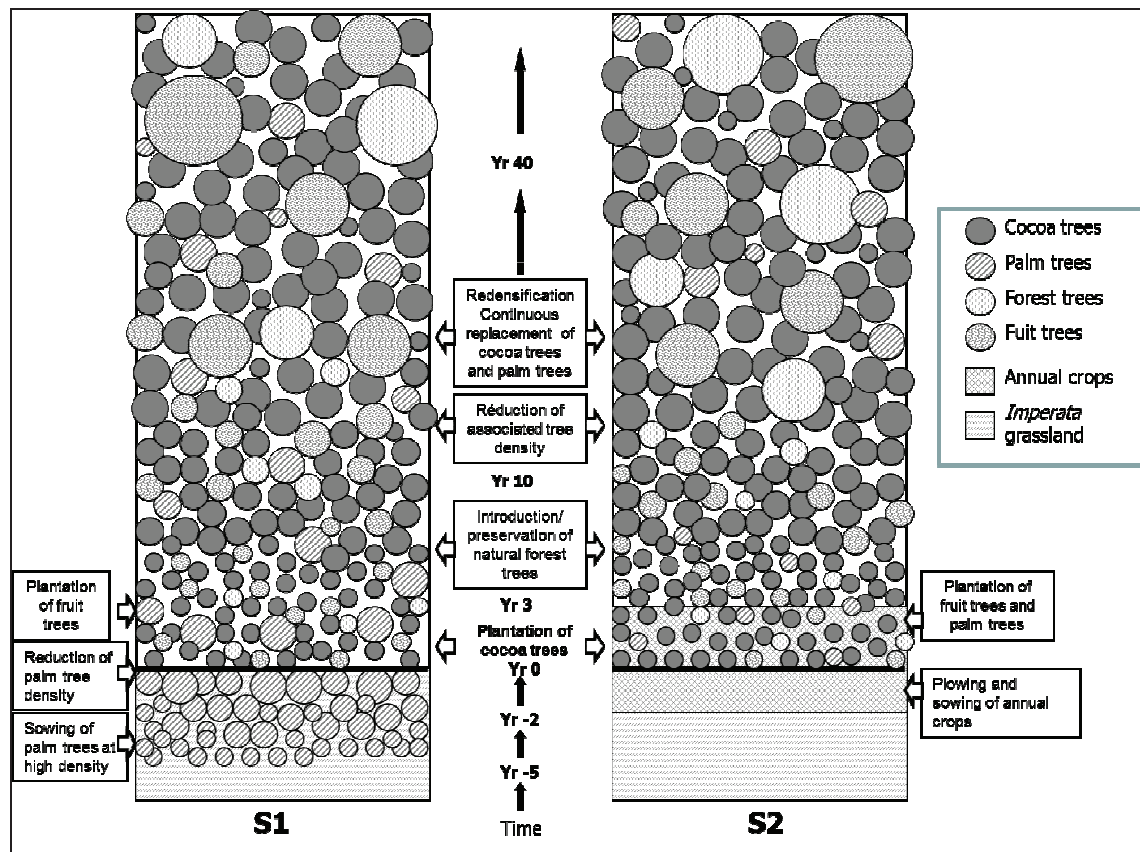 Yr 40
Redensification
Continuous
replacement of
cocoa trees
and palm trees
Réduction of
associated tree
density
Yr 10
Introduction/
preservation of
natural forest
trees
Yr 3
Plantation of
cocoa trees
Yr 0
Yr -2
Yr -5
Time
Plantation
of fruit
trees
Reduction of
palm tree
density
Sowing of
palm trees at
high density
S1
Plantation of
fruit trees and
palm trees
Plowing and
sowing of annual
crops
S2
Cocoa trees
Palm trees
Forest trees
Fuit trees
Annual crops
Imperata
grassland